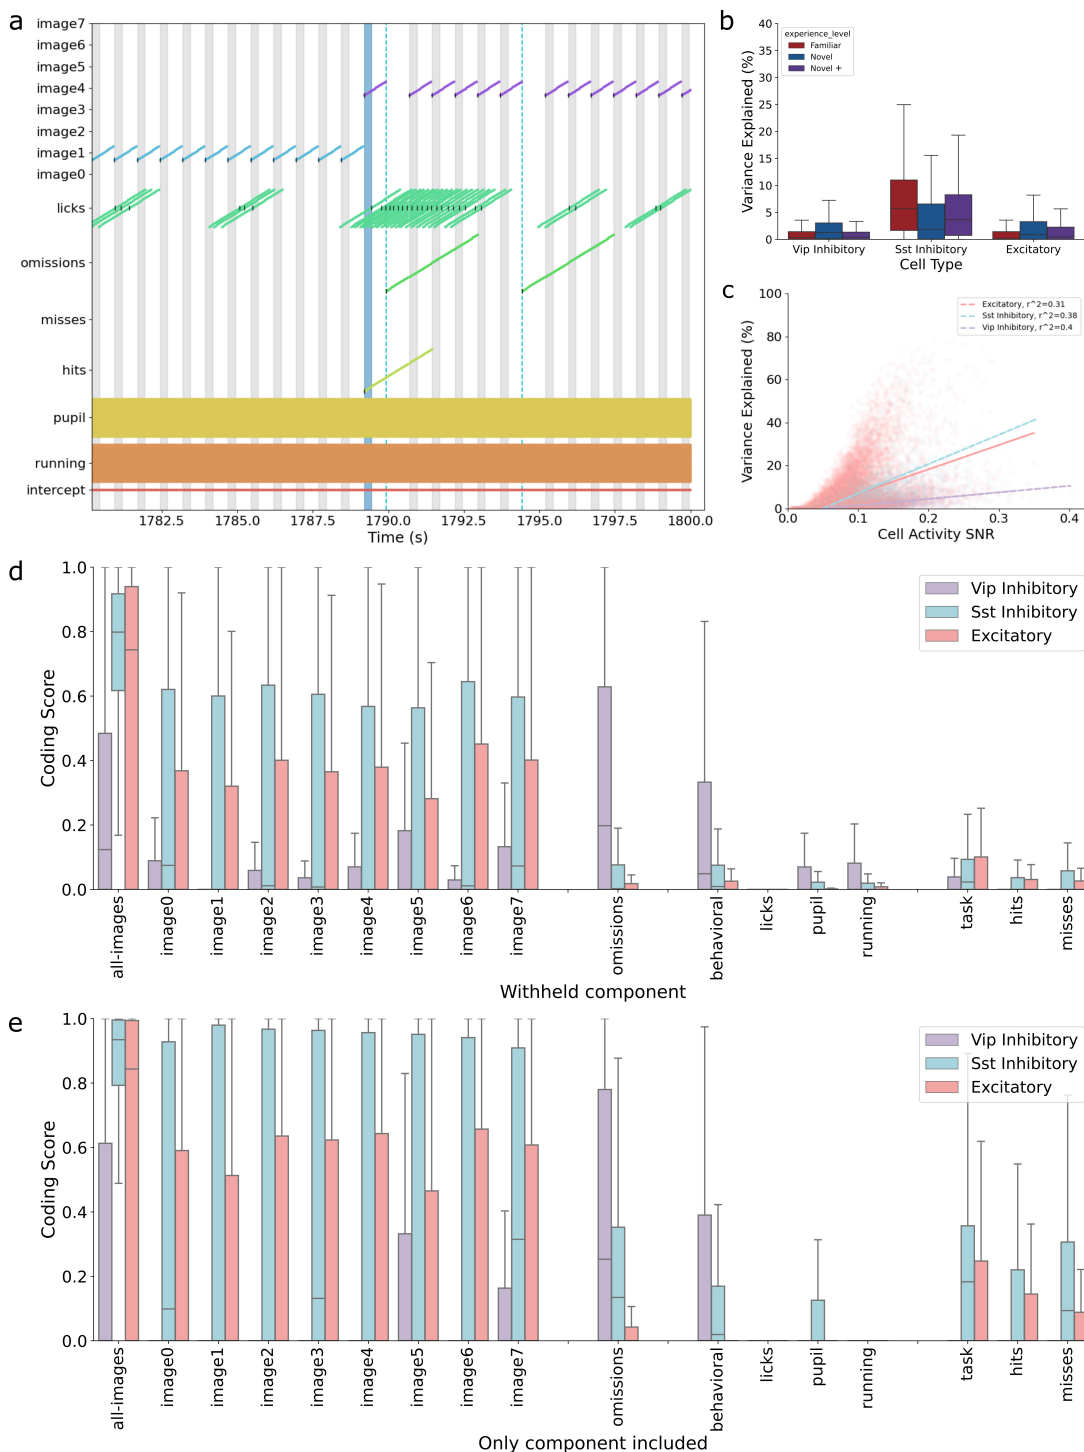 a
image7
image6
image5
image4
image3
image2
image1
image0
licks
omissions
misses
hits
pupil
running
intercept
1782.5 1785.0 1787.5 1790.0 1792.5 1795.0 1797.5 1800.0
Time (s)
b
Variance Explained (%)
40
35
30
25
20
15
10
5
0
experience_level
Familiar
Novel
Novel +
Vip Inhibitory Sst Inhibitory Excitatory
Cell Type
c
Variance Explained (%)
100
80
60
40
20
0
Excitatory, r^2=0.31
Sst Inhibitory, r^2=0.38
Vip Inhibitory, r^2=0.4
0.0 0.1 0.2 0.3 0.4
Cell Activity SNR
d
Coding Score
1.0
0.8
0.6
0.4
0.2
0.0
Vip Inhibitory
Sst Inhibitory
Excitatory
all-images
image0
image1
image2
image3
image4
image5
image6
image7
omissions
behavioral
licks
pupil
running
task
hits
misses
Withheld component
e
Coding Score
1.0
0.8
0.6
0.4
0.2
0.0
Vip Inhibitory
Sst Inhibitory
Excitatory
all-images
image0
image1
image2
image3
image4
image5
image6
image7
omissions
behavioral
licks
pupil
running
task
hits
misses
Only component included